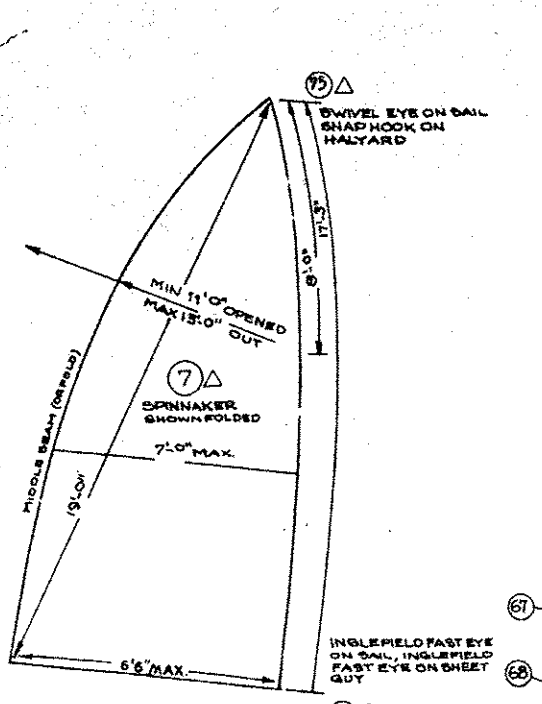 75
SWIVEL EYE ON SAIL
SNAP HOOK ON
HALYARD
17'-3"
8'-0"
MIN 11'0" OPENED
MAX 13'-0" OUT
7
SPINNAKER
SHOWN FOLDED
MIDDLE SEAM (OR FOLD)
7'-0" MAX.
19'-0"
67
INGLEFIELD FAST EYE
ON SAIL, INGLEFIELD
FAST EYE ON SHEET
GUY
68
6'6" MAX.